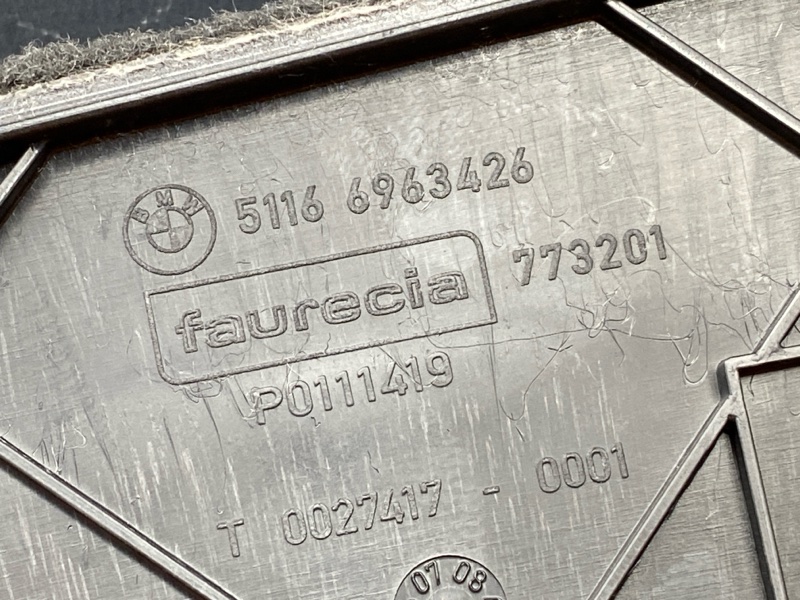 BMW 5116 6963426
faurecia 773201
P0111419
T 0027417 - 0001
07 08